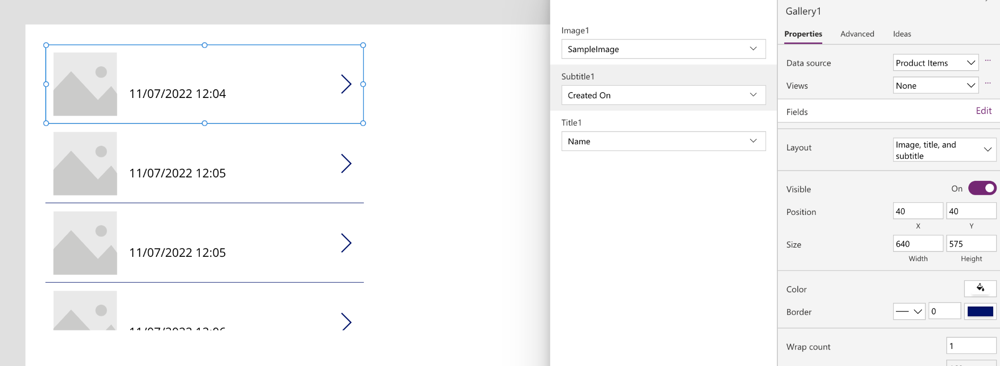 11/07/2022 12:04
11/07/2022 12:05
11/07/2022 12:05
Image1
SampleImage
Subtitle1
Created On
Title1
Name
Gallery1
Properties Advanced Ideas
Data source Product Items ...
Views None ...
Fields Edit
Layout Image, title, and
subtitle
Visible On
Position 40 40
X Y
Size 640 575
Width Height
Color
Border 0
Wrap count 1